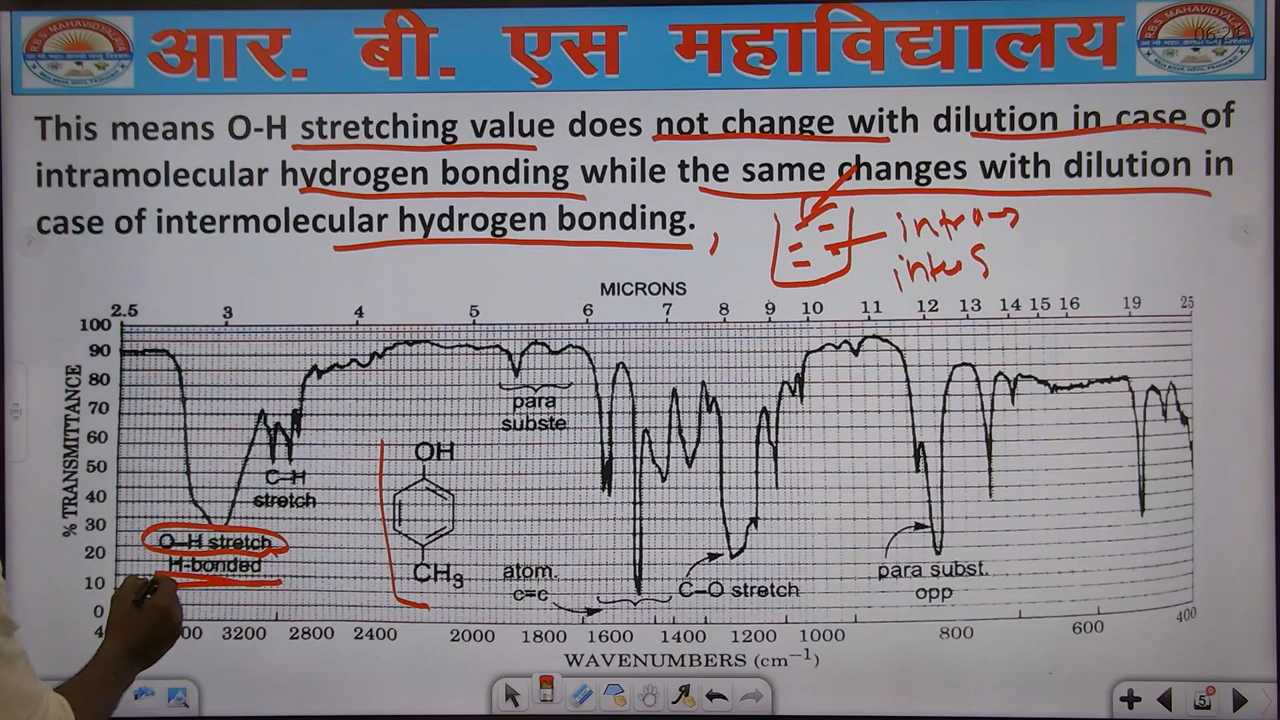 आर. बी. एस महाविद्यालय
This means O-H stretching value does not change with dilution in case of
intramolecular hydrogen bonding while the same changes with dilution in
case of intermolecular hydrogen bonding.
MICRONS
2.5 3 4 5 6 7 8 9 10 11 12 13 14 15 16 19 25
% TRANSMITTANCE
100
90
80
70
60
50
40
30
20
10
0
para
subste
C–H
stretch
OH
CH3
O–H stretch
H-bonded
atom.
c=c
C–O stretch
para subst.
opp
3200 2800 2400 2000 1800 1600 1400 1200 1000 800 600 400
WAVENUMBERS (cm⁻¹)
5